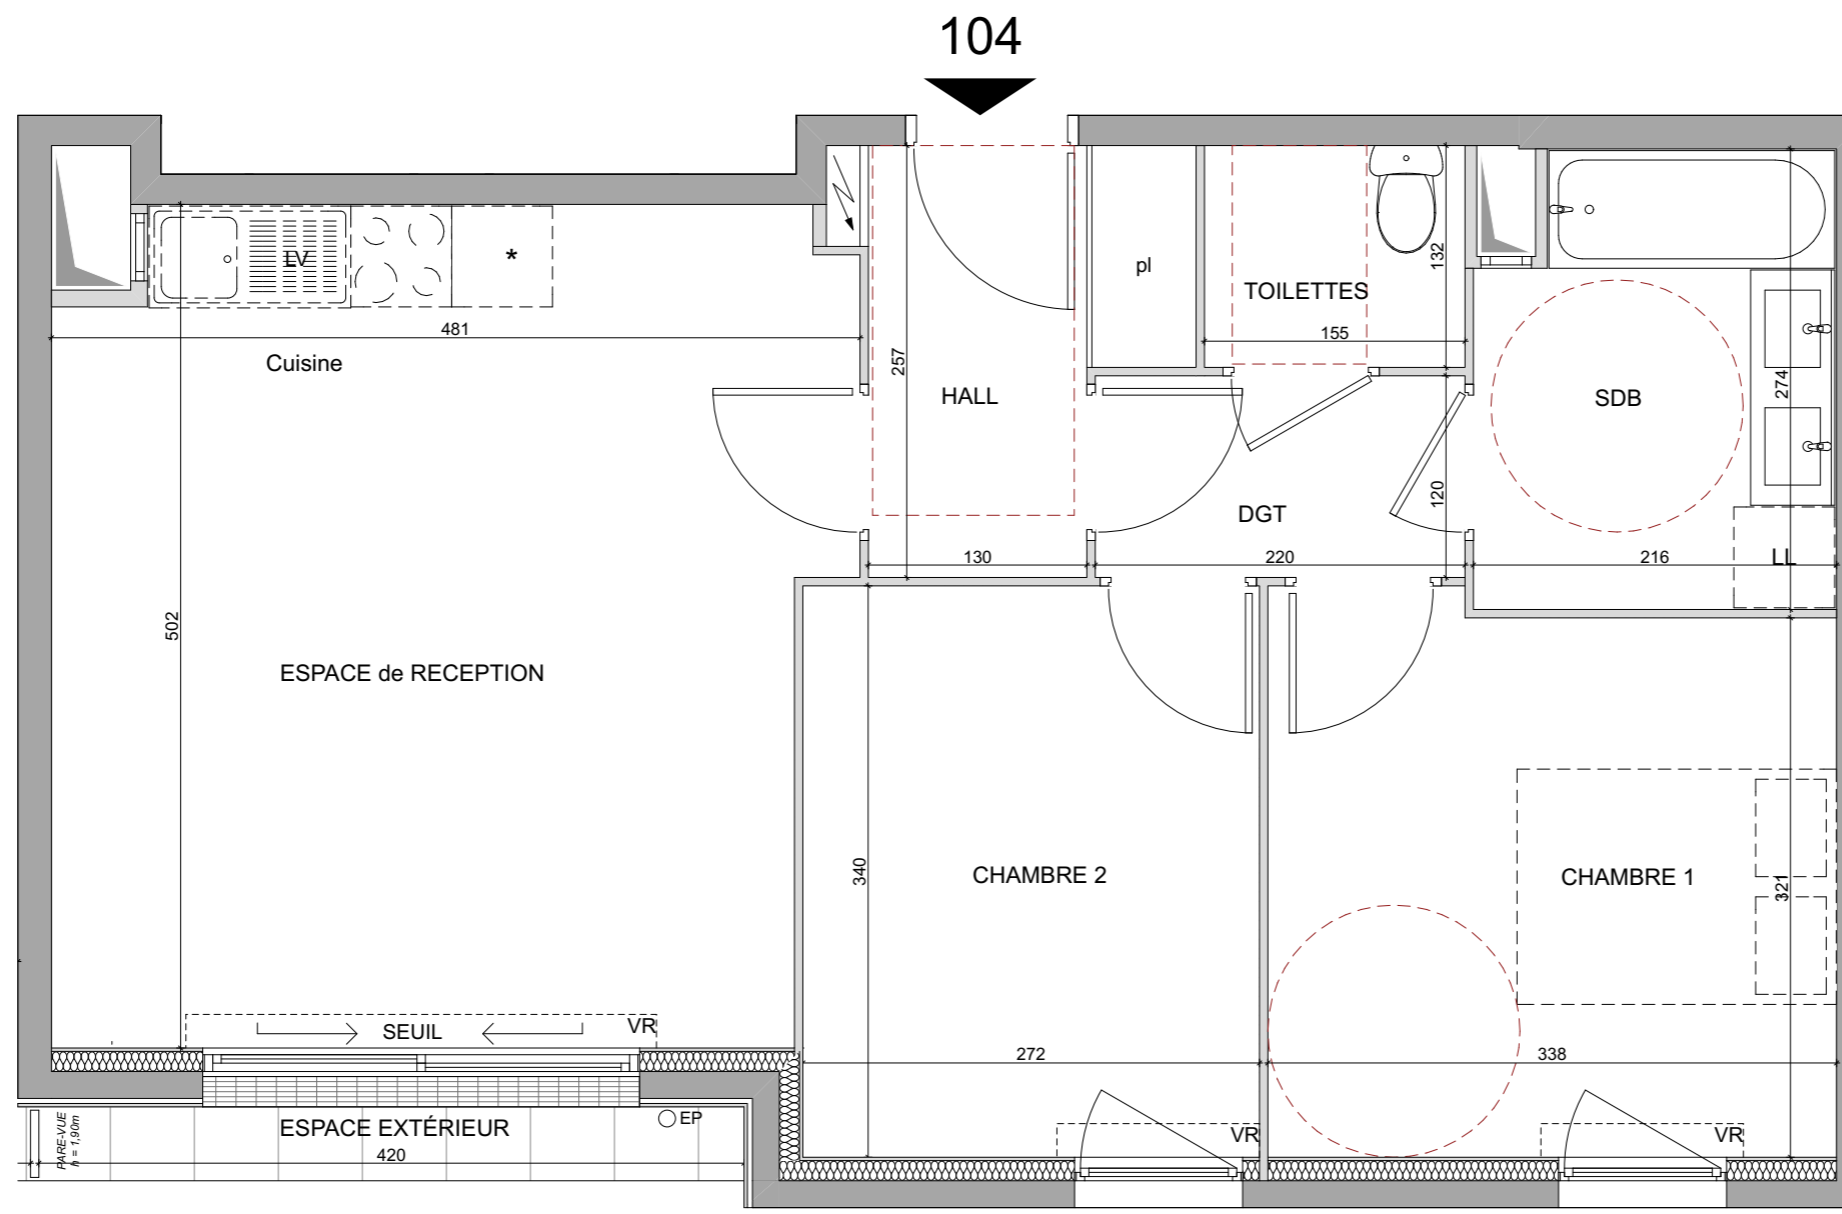 104
LV
*
pl
TOILETTES
132
481
155
Cuisine
257
HALL
SDB
274
DGT
120
130
220
216
LL
502
ESPACE de RECEPTION
340
CHAMBRE 2
CHAMBRE 1
321
SEUIL
VR
272
338
PARE-VUE
h = 1,90m
ESPACE EXTÉRIEUR
EP
420
VR
VR